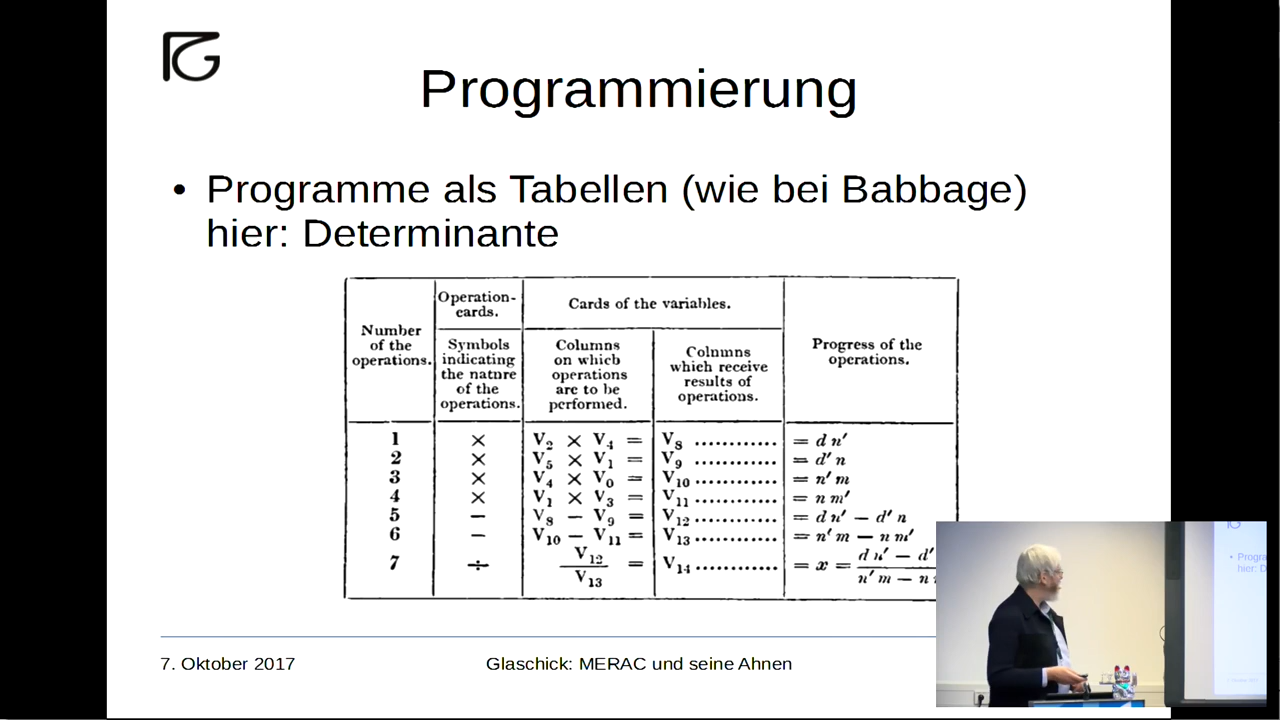 Programmierung
• Programme als Tabellen (wie bei Babbage)
hier: Determinante
Number
of the
operations.
Operation-
cards.
Symbols
indicating
the nature
of the
operations.
Cards of the variables.
Columns
on which
operations
are to be
performed.
Columns
which receive
results of
operations.
Progress of the
operations.
1 × V₂ × V₄ = V₈ ............ = d n′
2 × V₅ × V₁ = V₉ ............ = d′ n
3 × V₄ × V₀ = V₁₀ ............ = n′ m
4 × V₁ × V₃ = V₁₁ ............ = n m′
5 − V₈ − V₉ = V₁₂ ............ = d n′ − d′ n
6 − V₁₀ − V₁₁ = V₁₃ ............ = n′ m − n m′
7 ÷ V₁₂ / V₁₃ = V₁₄ ............ = x = d n′ − d′ / n′ m − n
7. Oktober 2017
Glaschick: MERAC und seine Ahnen
hier: D